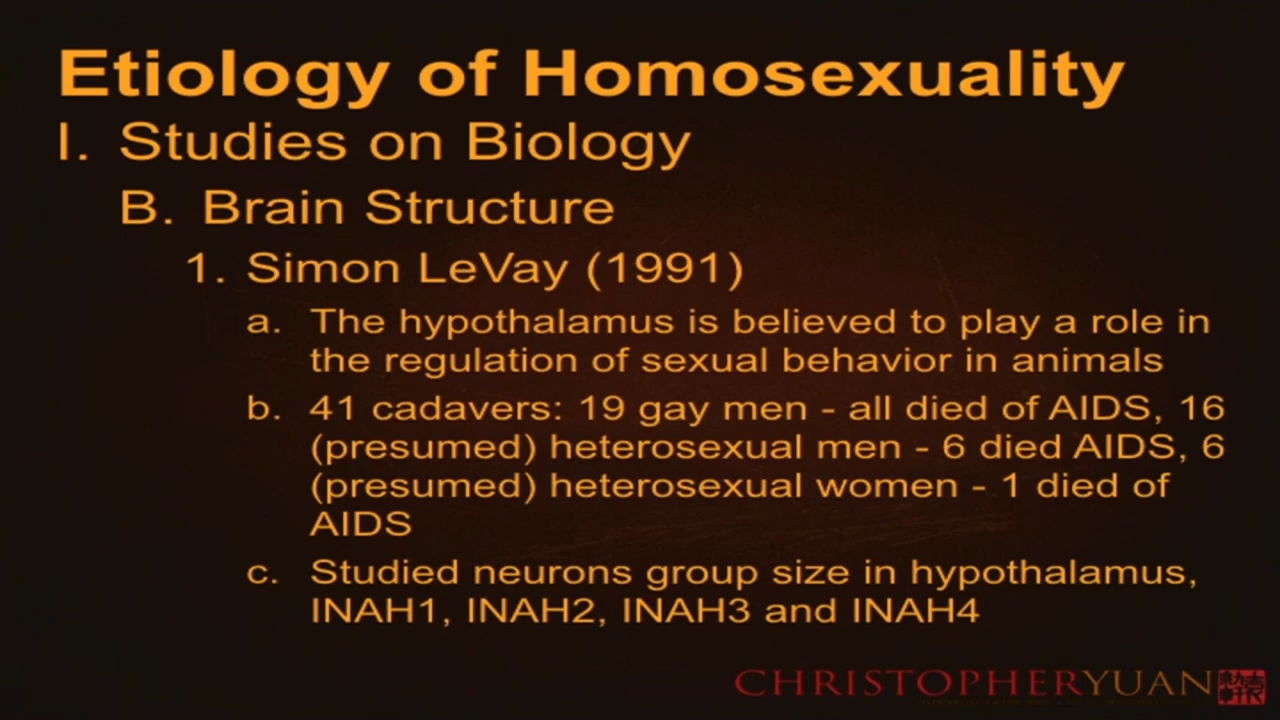 Etiology of Homosexuality
I. Studies on Biology
B. Brain Structure
1. Simon LeVay (1991)
a. The hypothalamus is believed to play a role in
the regulation of sexual behavior in animals
b. 41 cadavers: 19 gay men - all died of AIDS, 16
(presumed) heterosexual men - 6 died AIDS, 6
(presumed) heterosexual women - 1 died of
AIDS
c. Studied neurons group size in hypothalamus,
INAH1, INAH2, INAH3 and INAH4
CHRISTOPHERYUAN